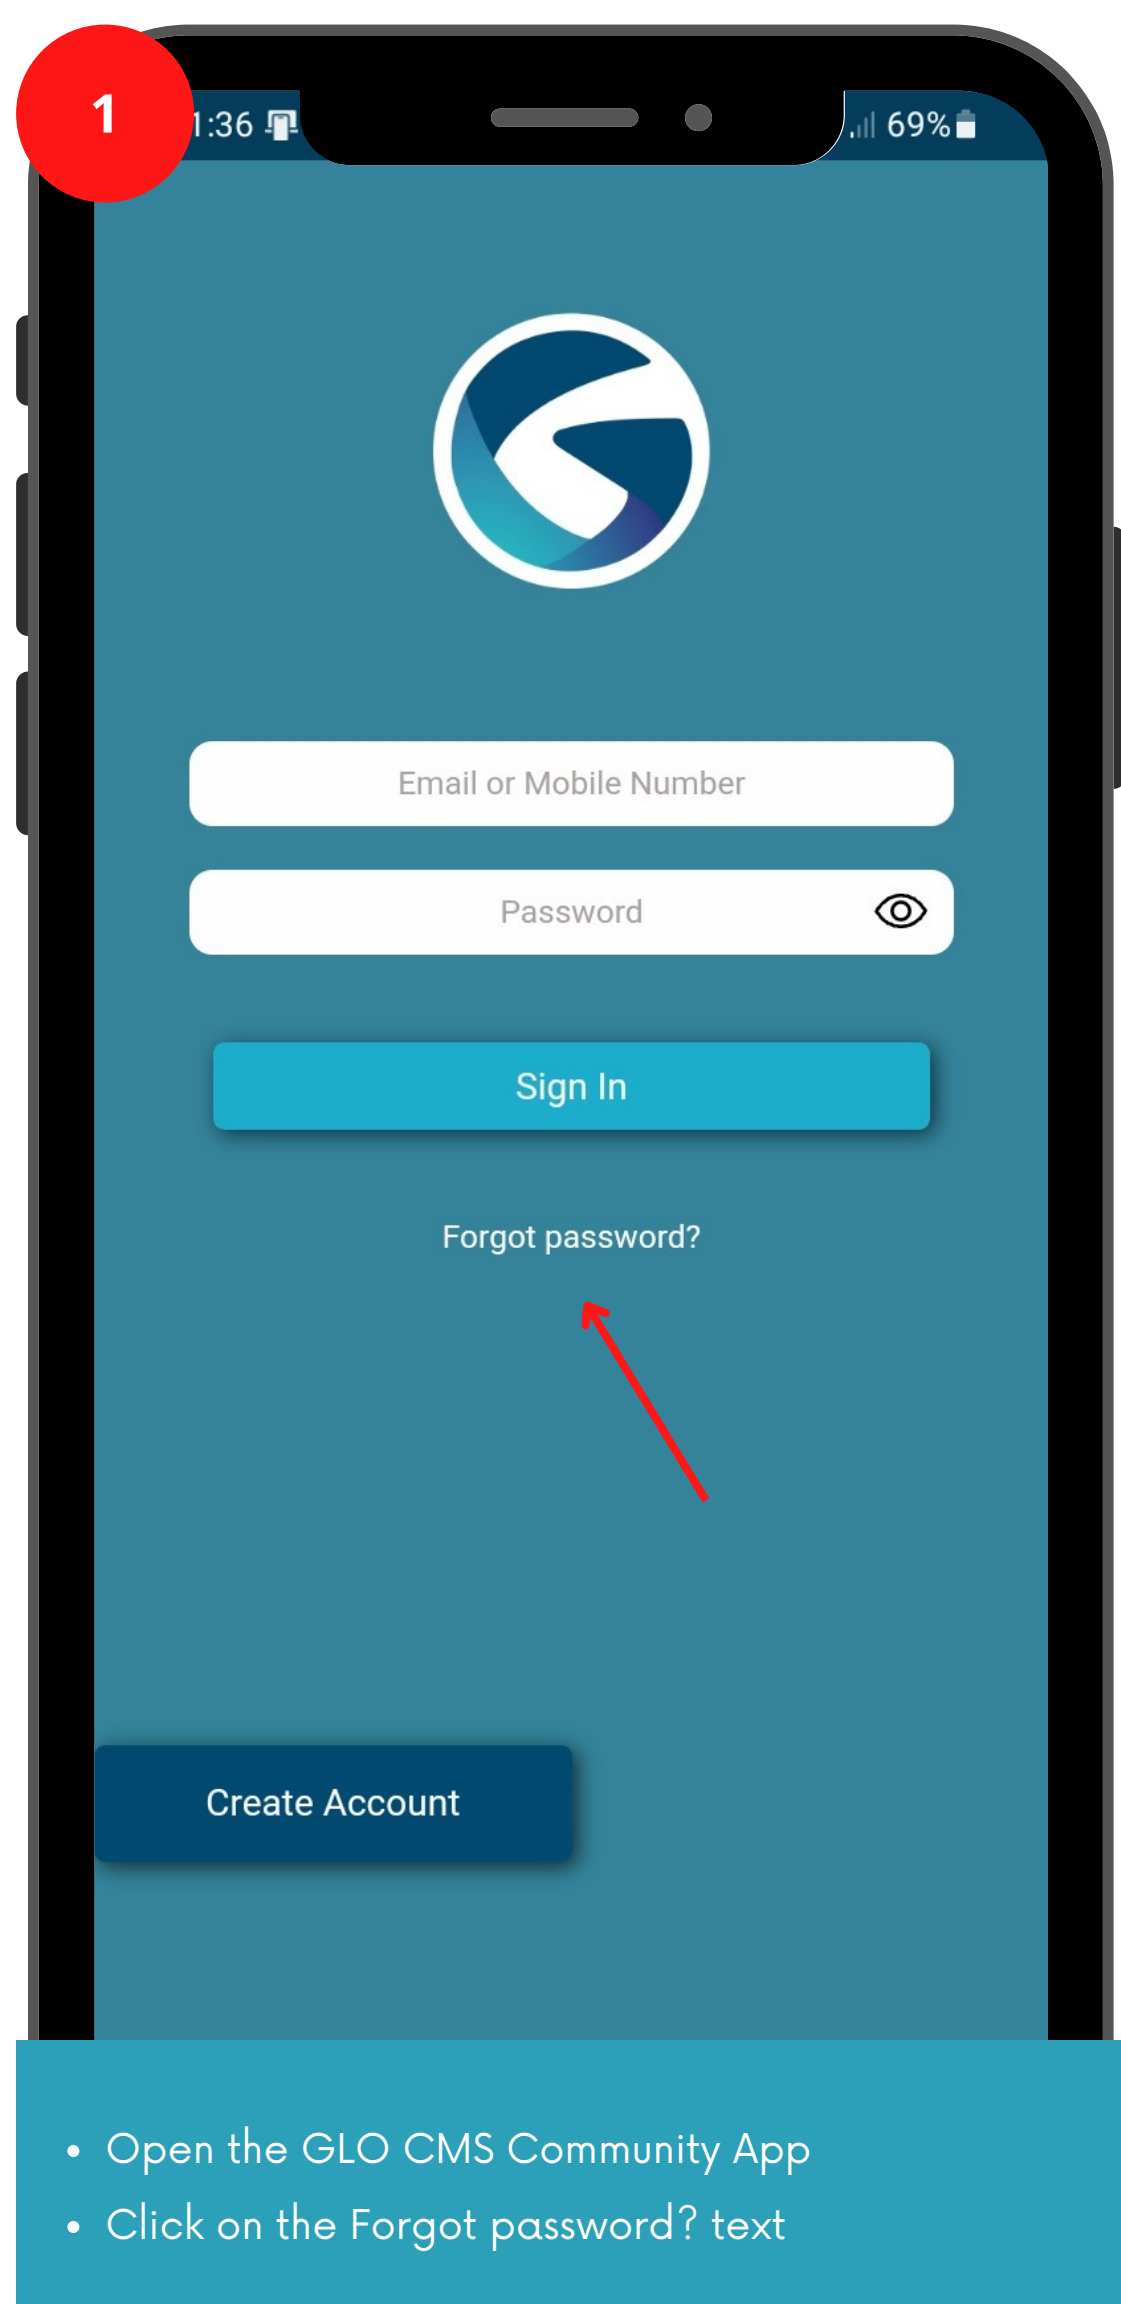 1
1:36
69%
Email or Mobile Number
Password
Sign In
Forgot password?
Create Account
• Open the GLO CMS Community App
• Click on the Forgot password? text